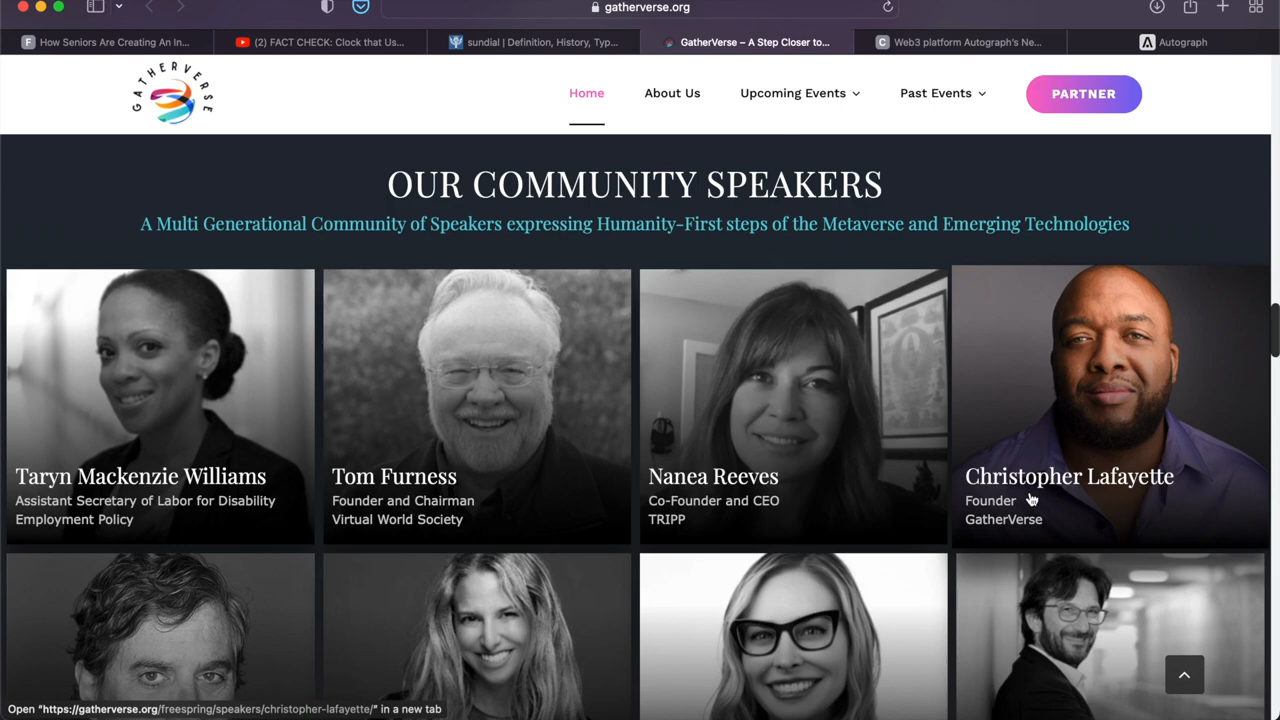 gatherverse.org
How Seniors Are Creating An In...
(2) FACT CHECK: Clock that Us...
sundial | Definition, History, Typ...
GatherVerse – A Step Closer to...
Web3 platform Autograph's Ne...
Autograph
GATHERVERSE
Home
About Us
Upcoming Events
Past Events
PARTNER
OUR COMMUNITY SPEAKERS
A Multi Generational Community of Speakers expressing Humanity-First steps of the Metaverse and Emerging Technologies
Taryn Mackenzie Williams
Assistant Secretary of Labor for Disability
Employment Policy
Tom Furness
Founder and Chairman
Virtual World Society
Nanea Reeves
Co-Founder and CEO
TRIPP
Christopher Lafayette
Founder
GatherVerse
Open "https://gatherverse.org/freespring/speakers/christopher-lafayette/" in a new tab